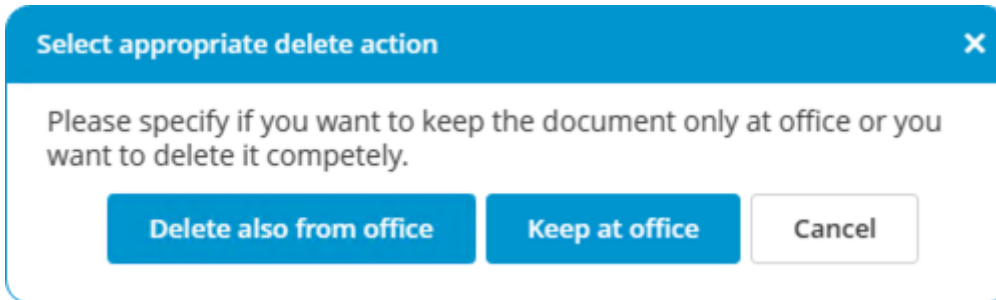 Select appropriate delete action
Please specify if you want to keep the document only at office or you
want to delete it competely.
Delete also from office
Keep at office
Cancel